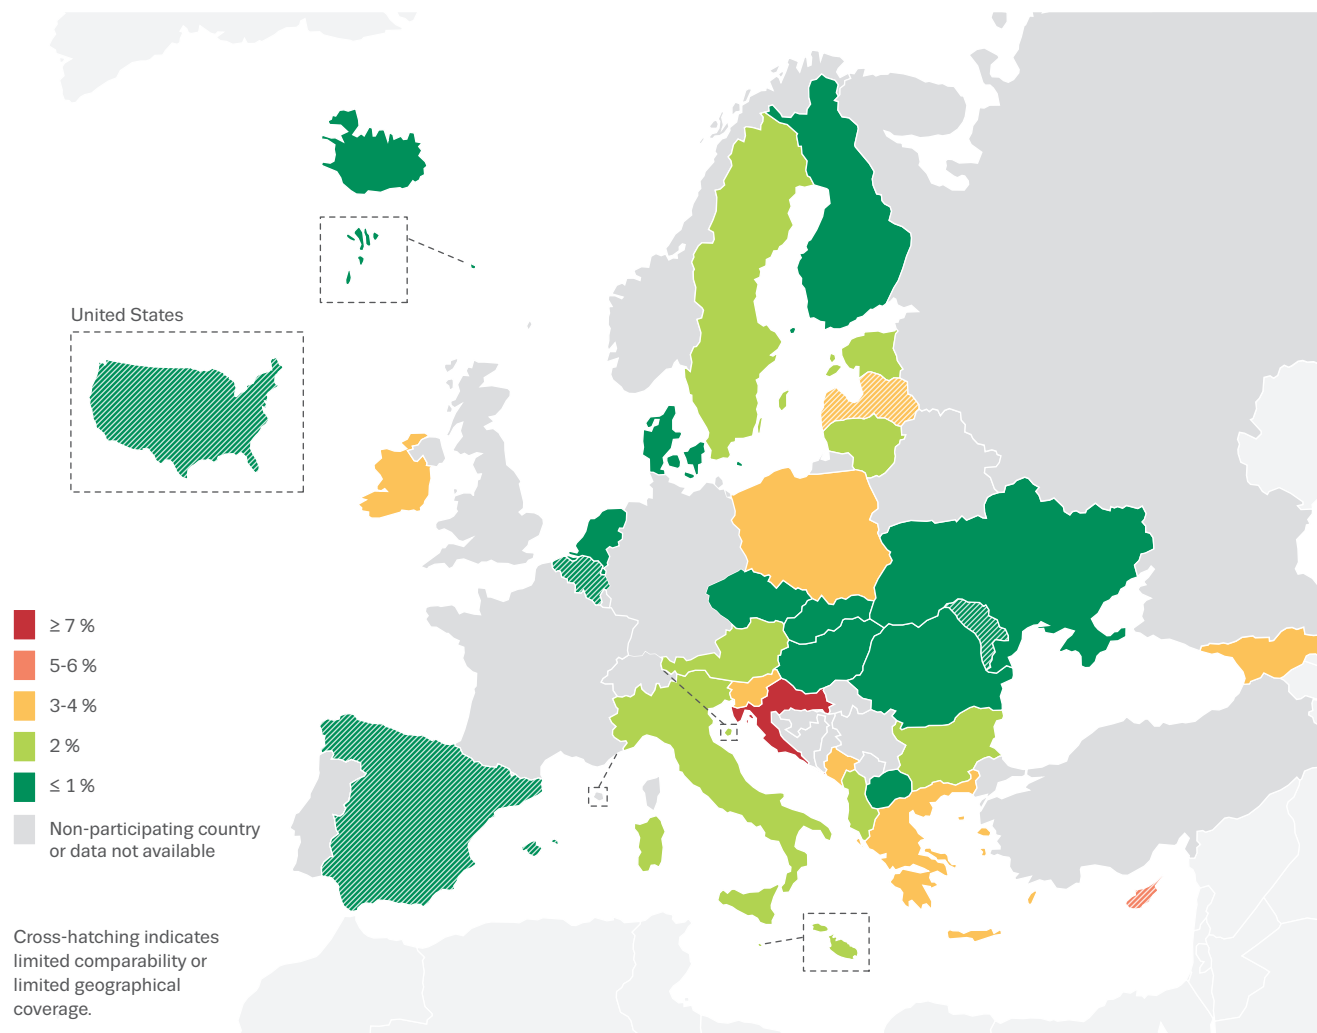 United States
≥ 7 %
5-6 %
3-4 %
2 %
≤ 1 %
Non-participating country
or data not available
Cross-hatching indicates
limited comparability or
limited geographical
coverage.